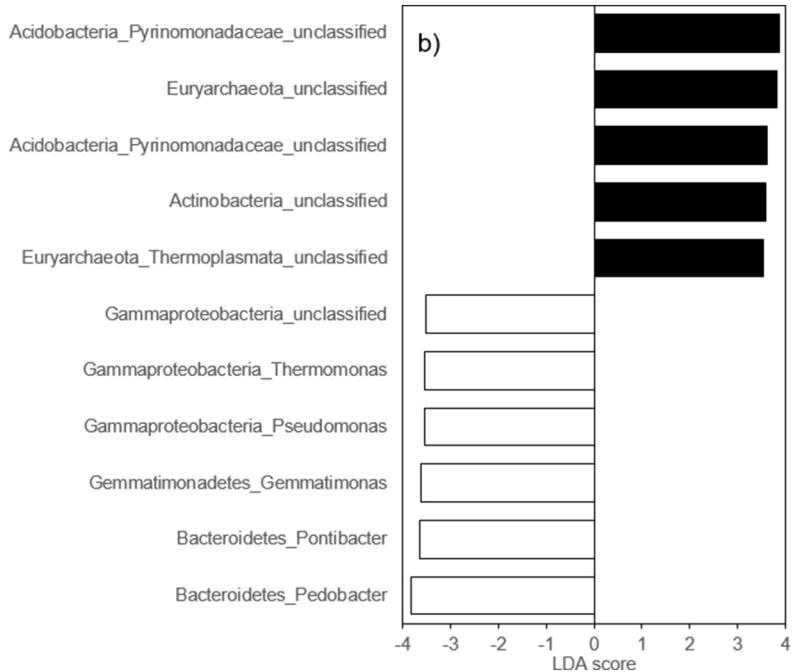 Acidobacteria_Pyrinomonadaceae_unclassified
b)
Euryarchaeota_unclassified
Acidobacteria_Pyrinomonadaceae_unclassified
Actinobacteria_unclassified
Euryarchaeota_Thermoplasmata_unclassified
Gammaproteobacteria_unclassified
Gammaproteobacteria_Thermomonas
Gammaproteobacteria_Pseudomonas
Gemmatimonadetes_Gemmatimonas
Bacteroidetes_Pontibacter
Bacteroidetes_Pedobacter
-4 -3 -2 -1 0 1 2 3 4
LDA score